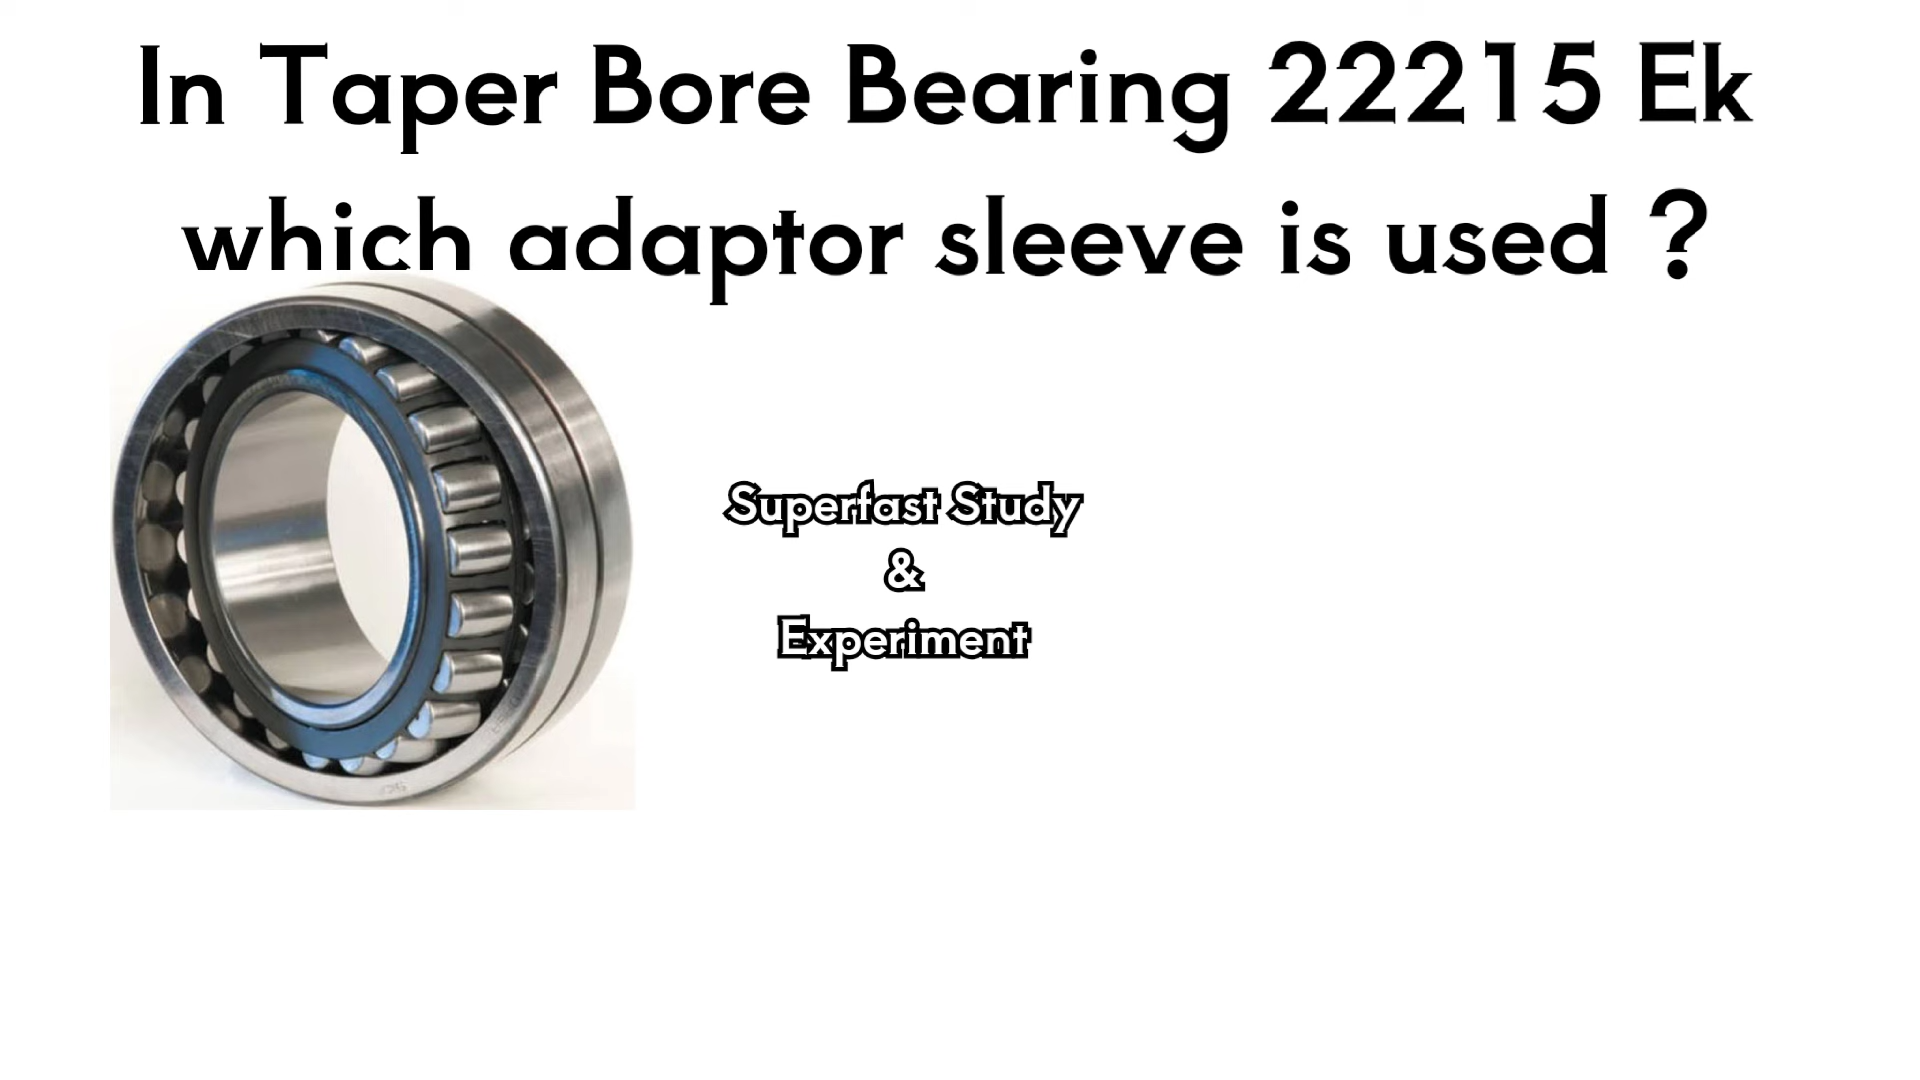 In Taper Bore Bearing 22215 Ek
which adaptor sleeve is used ?
Superfast Study
&
Experiment